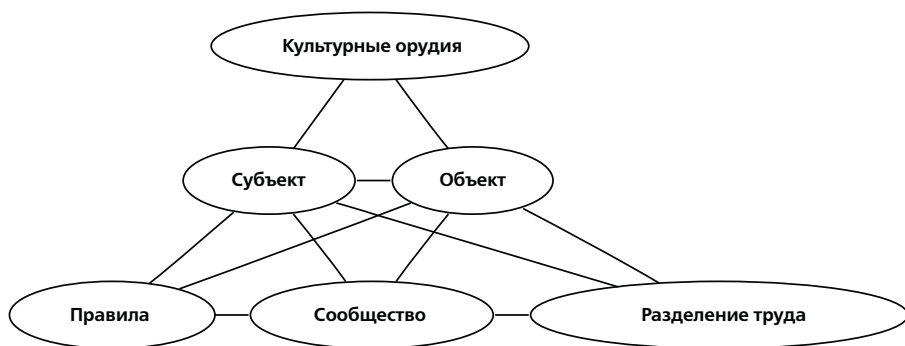 Культурные орудия
Субъект
Объект
Правила
Сообщество
Разделение труда